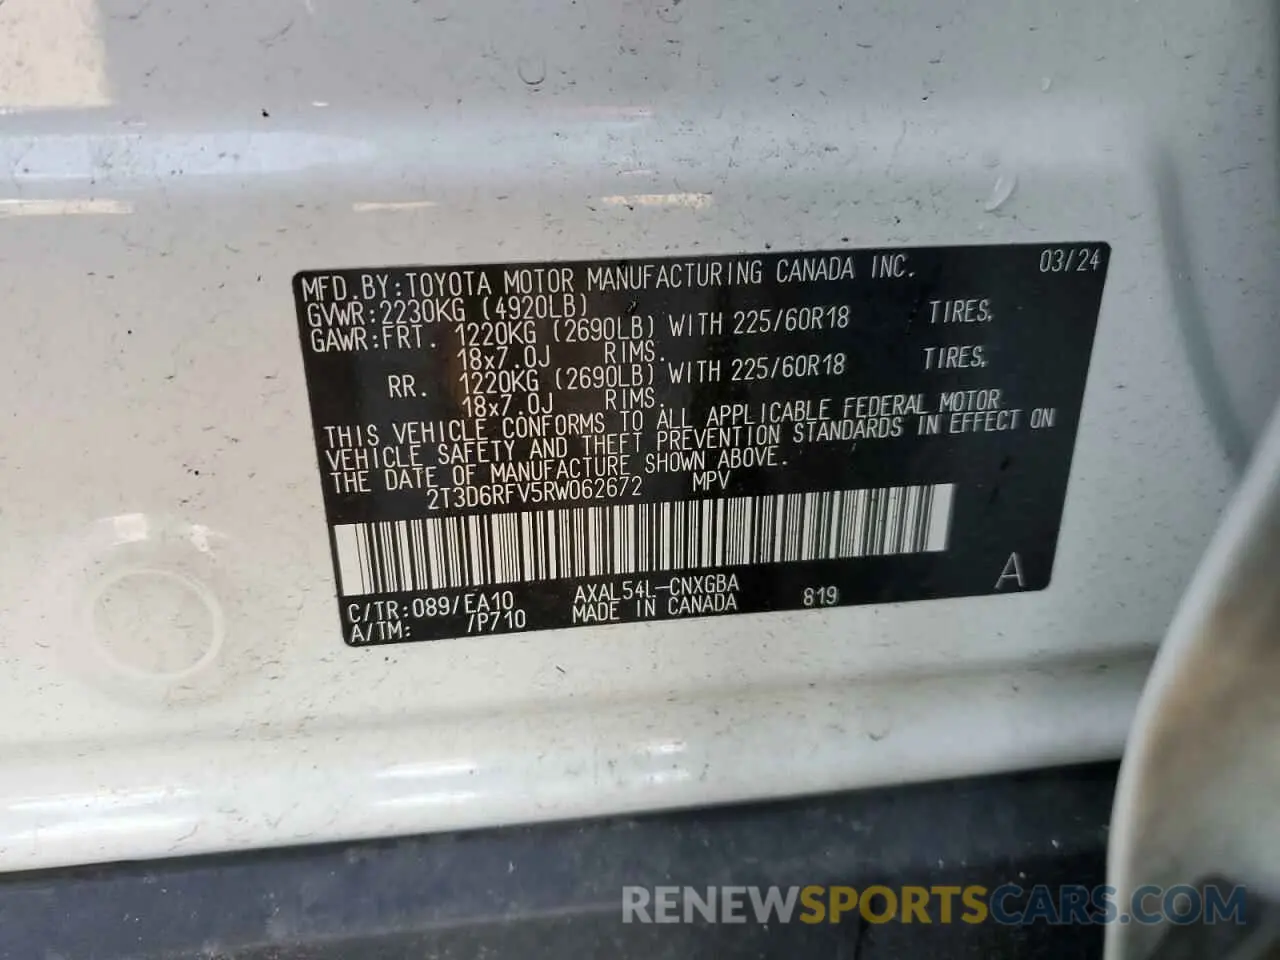 MFD.BY:TOYOTA MOTOR MANUFACTURING CANADA INC. 03/24
GVWR:2230KG (4920LB)
GAWR:FRT. 1220KG (2690LB) WITH 225/60R18 TIRES,
18x7.0J RIMS.
RR. 1220KG (2690LB) WITH 225/60R18 TIRES,
18x7.0J RIMS.
THIS VEHICLE CONFORMS TO ALL APPLICABLE FEDERAL MOTOR
VEHICLE SAFETY AND THEFT PREVENTION STANDARDS IN EFFECT ON
THE DATE OF MANUFACTURE SHOWN ABOVE.
2T3D6RFV5RW062672 MPV
C/TR:089/EA10 AXAL54L-CNXGBA 819 A
A/TM: /P710 MADE IN CANADA
RENEWSPORTSCARS.COM